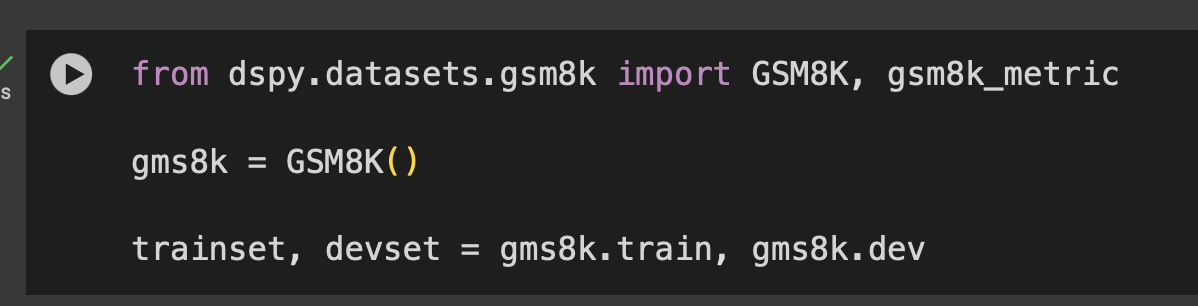 from dspy.datasets.gsm8k import GSM8K, gsm8k_metric
s
gms8k = GSM8K()
trainset, devset = gms8k.train, gms8k.dev